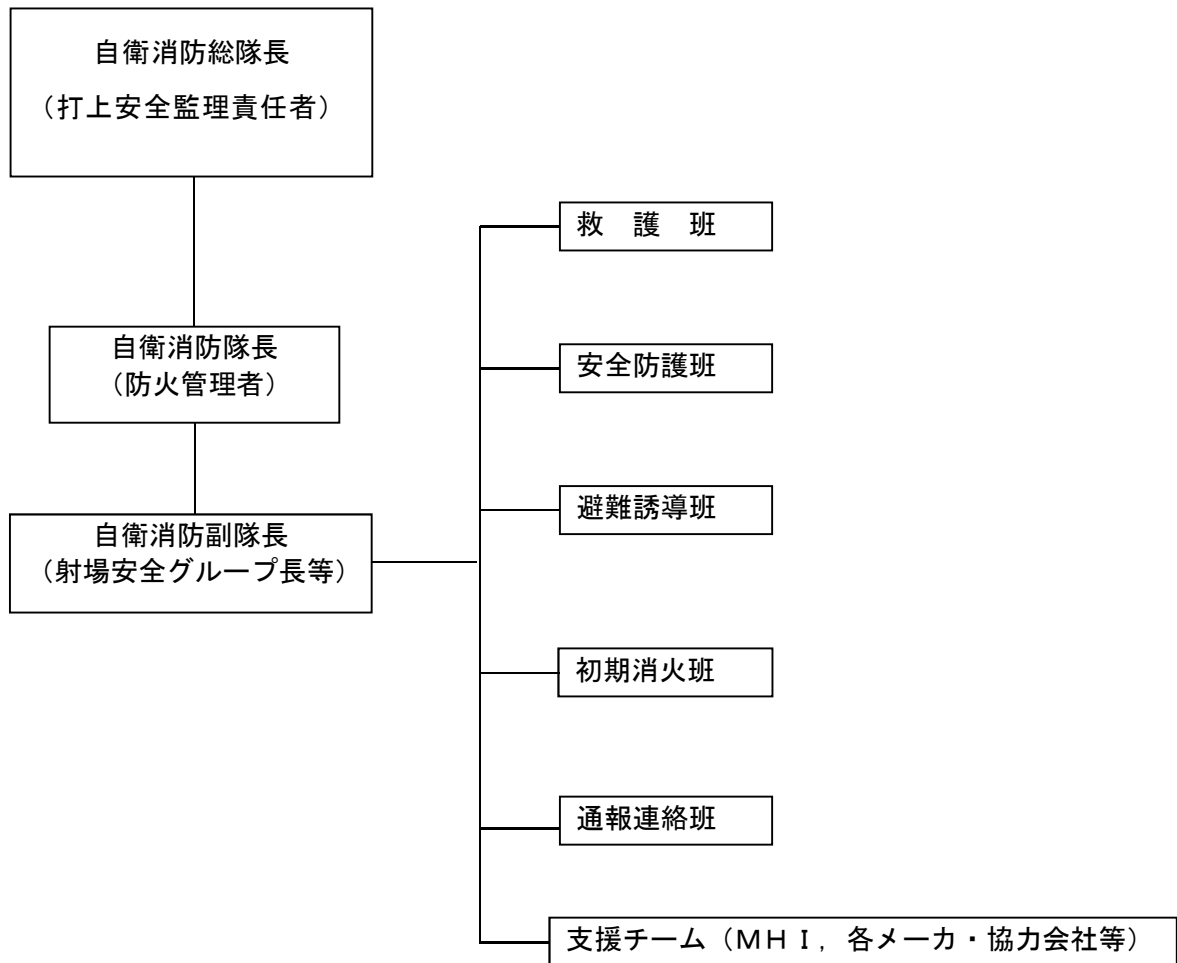 自衛消防総隊長
（打上安全監理責任者）
自衛消防隊長
（防火管理者）
自衛消防副隊長
（射場安全グループ長等）
救　護　班
安全防護班
避難誘導班
初期消火班
通報連絡班
支援チーム（ＭＨＩ，各メーカ・協力会社等）